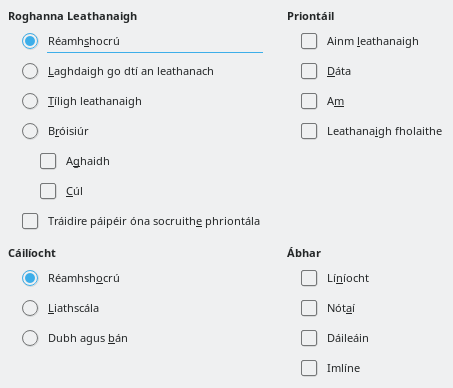 Roghanna Leathanaigh
Réamhshocrú
Laghdaigh go dtí an leathanach
Tíligh leathanaigh
Bróisiúr
Aghaidh
Cúl
Tráidire páipéir óna socruithe phriontála
Priontáil
Ainm leathanaigh
Dáta
Am
Leathanaigh fholaithe
Cáilíocht
Réamhshocrú
Liathscála
Dubh agus bán
Ábhar
Líníocht
Nótaí
Dáileáin
Imlíne